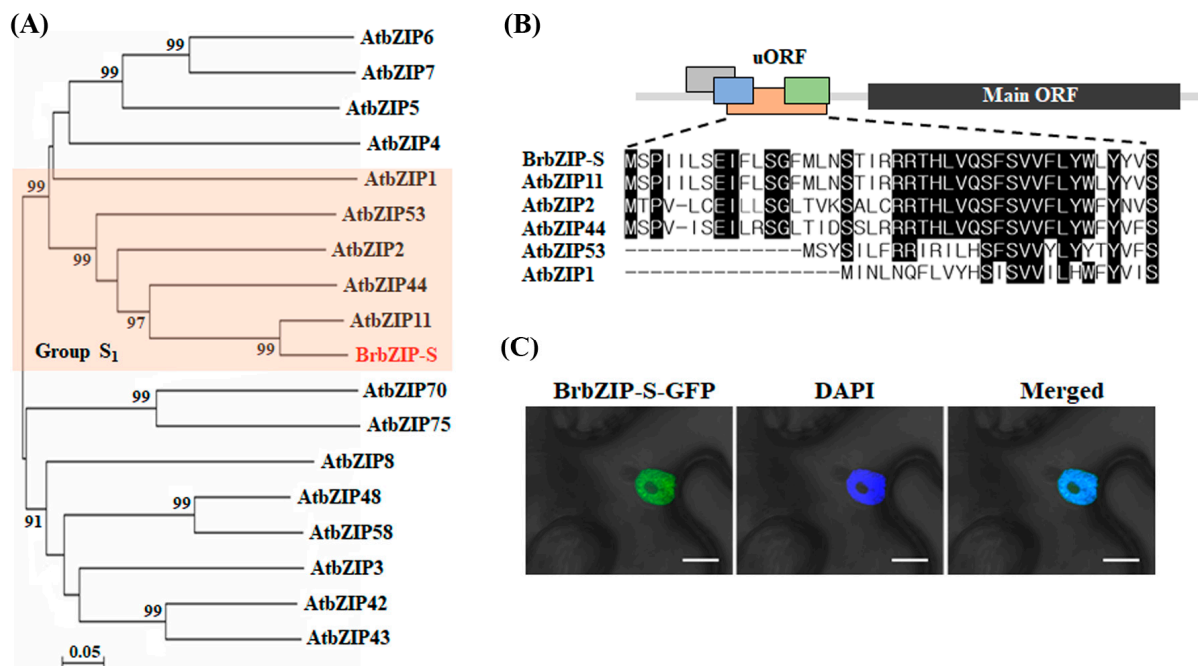 (A)
AtbZIP6
99
99
AtbZIP7
AtbZIP5
AtbZIP4
AtbZIP1
99
AtbZIP53
AtbZIP2
99
AtbZIP44
97
AtbZIP11
99
Group S1
BrbZIP-S
AtbZIP70
99
AtbZIP75
AtbZIP8
AtbZIP48
99
91
AtbZIP58
AtbZIP3
AtbZIP42
99
AtbZIP43
0.05
(B)
uORF
Main ORF
BrbZIP-S MSPIILSEIFLSGFMLNSTIRRRTHLVQSFSVVFLYWLYYVS
AtbZIP11 MSPIILSEIFLSGFMLNSTIRRRTHLVQSFSVVFLYWLYYVS
AtbZIP2 MTPV-LCEILLSGLTVKSALCRRTHLVQSFSVVFLYWFYNVS
AtbZIP44 MSPV-ISEILRSGLTIDSSLRRRTHLVQSFSVVFLYWFYVFS
AtbZIP53 --------------MSYSILFRRIRILHSFSVVYLYYTYVFS
AtbZIP1 -----------------MINLNQFLVYHSISVVILHWFYVIS
(C)
BrbZIP-S-GFP DAPI Merged